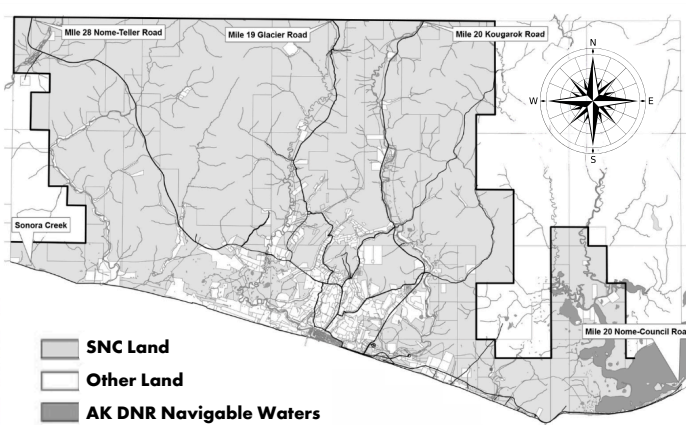 Mile 28 Nome-Teller Road
Mile 19 Glacier Road
Mile 20 Kougarok Road
N
W
E
S
Sonora Creek
Mile 20 Nome-Council Roa
SNC Land
Other Land
AK DNR Navigable Waters